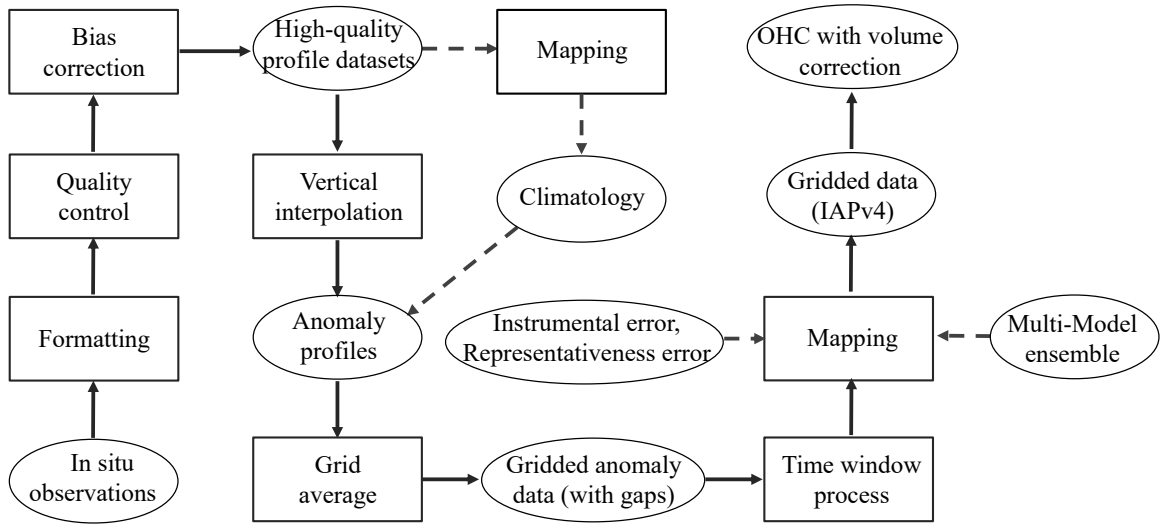 Bias
correction
High-quality
profile datasets
Mapping
OHC with volume
correction
Quality
control
Vertical
interpolation
Climatology
Gridded data
(IAPv4)
Formatting
Anomaly
profiles
Instrumental error,
Representativeness error
Mapping
Multi-Model
ensemble
In situ
observations
Grid
average
Gridded anomaly
data (with gaps)
Time window
process